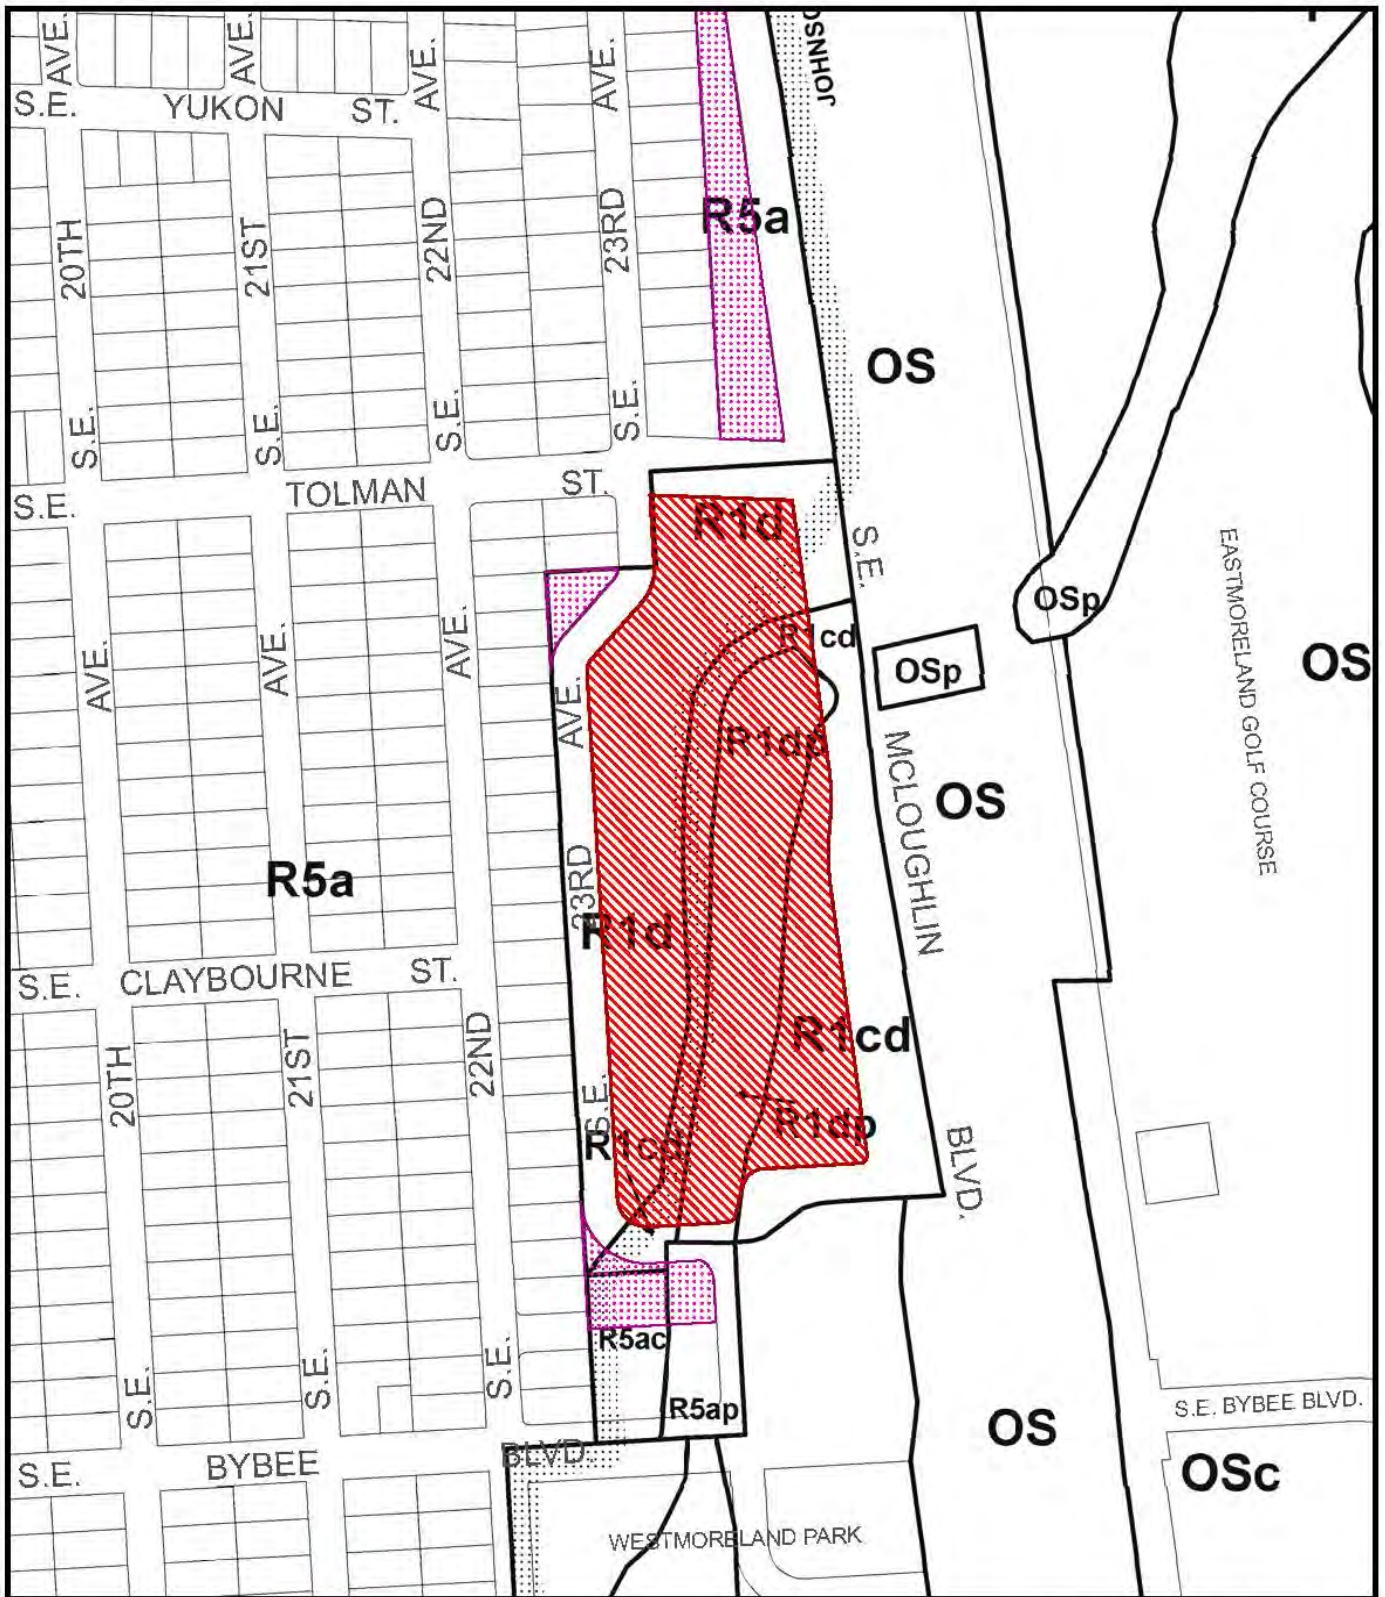 AVE.
AVE.
AVE.
AVE.
JOHNSO
S.E.
YUKON
ST.
20TH
21ST
22ND
23RD
R5a
OS
S.E.
S.E.
S.E.
S.E.
S.E.
TOLMAN
ST.
R1d
S.E.
EASTMORELAND GOLF COURSE
OSp
R1cd
OSp
OS
AVE.
AVE.
AVE.
AVE.
R1dp
MCLOUGHLIN
OS
R5a
23RD
R1d
S.E.
CLAYBOURNE
ST.
R1cd
20TH
21ST
22ND
S.E.
R1dp
R1cd
BLVD.
R5ac
S.E.
S.E.
S.E.
R5ap
S.E. BYBEE BLVD.
OS
S.E.
BYBEE
BLVD.
OSc
WESTMORELAND PARK